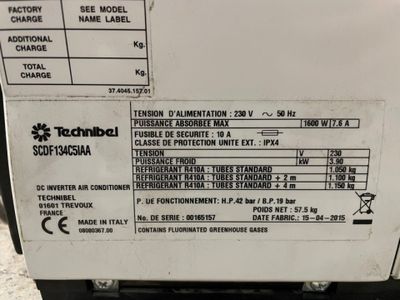 FACTORY CHARGE SEE MODEL NAME LABEL
ADDITIONAL CHARGE Kg.
TOTAL CHARGE Kg.
37.4045.157.01
Technibel
SCDF134C5IAA
DC INVERTER AIR CONDITIONER
TECHNIBEL
01601 TREVOUX
FRANCE
CE MADE IN ITALY
08080367.00
TENSION D'ALIMENTATION : 230 V ~ 50 Hz
PUISSANCE ABSORBEE MAX 1600 W 7.6 A
FUSIBLE DE SECURITE : 10 A
CLASSE DE PROTECTION UNITE EXT. : IPX4
TENSION V 230
PUISSANCE FROID kW 3.90
REFRIGERANT R410A : TUBES STANDARD kg 1.050 kg
REFRIGERANT R410A : TUBES STANDARD + 2 m 1.100 kg
REFRIGERANT R410A : TUBES STANDARD + 4 m 1.150 kg
P. DE FONCTIONNEMENT : H.P.42 bar / B.P.19 bar
POIDS NET : 57.5 kg
No. DE SERIE : 00165157 DATE FABRIC. : 15-04-2015
CONTAINS FLUORINATED GREENHOUSE GASES